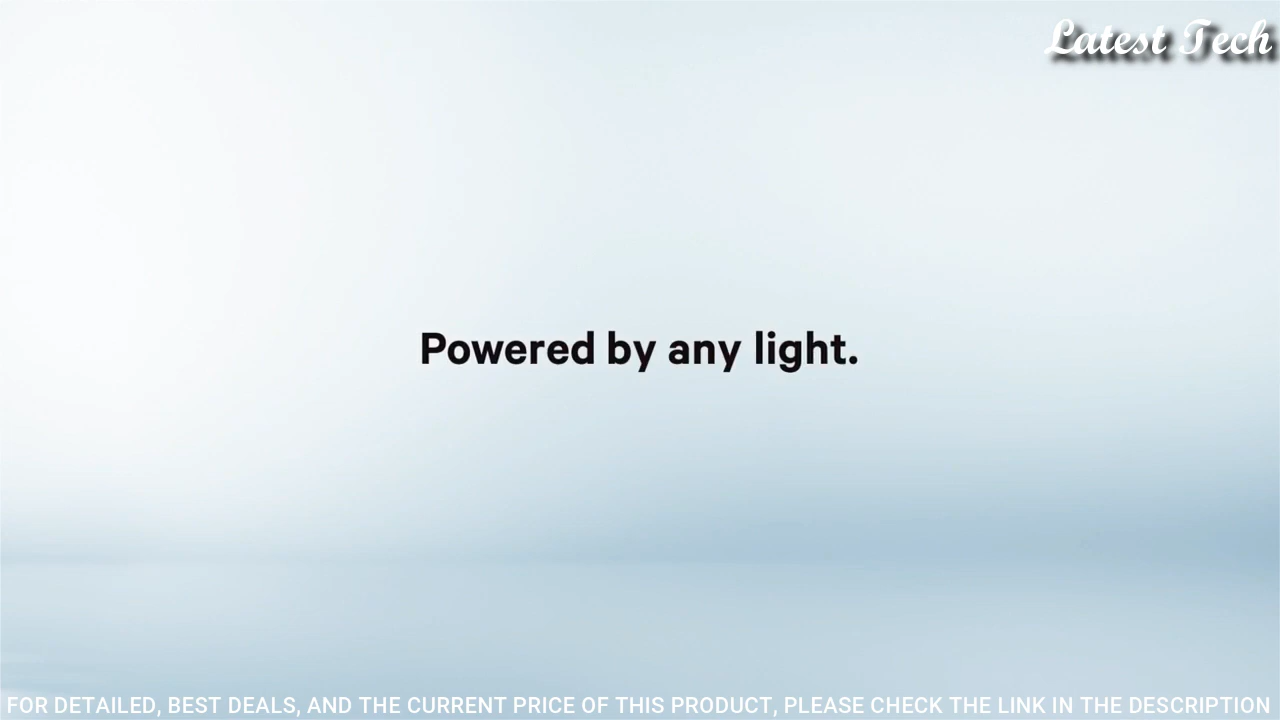 Latest Tech
Powered by any light.
FOR DETAILED, BEST DEALS, AND THE CURRENT PRICE OF THIS PRODUCT, PLEASE CHECK THE LINK IN THE DESCRIPTION